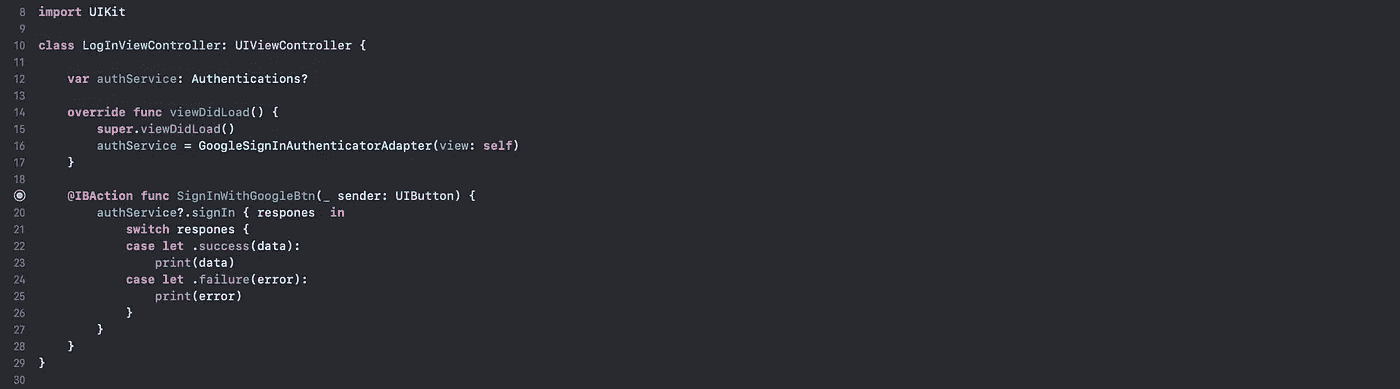 8 import UIKit
9
10 class LogInViewController: UIViewController {
11
12     var authService: Authentications?
13
14     override func viewDidLoad() {
15         super.viewDidLoad()
16         authService = GoogleSignInAuthenticatorAdapter(view: self)
17     }
18
    @IBAction func SignInWithGoogleBtn(_ sender: UIButton) {
20         authService?.signIn { respones  in
21             switch respones {
22             case let .success(data):
23                 print(data)
24             case let .failure(error):
25                 print(error)
26             }
27         }
28     }
29 }
30